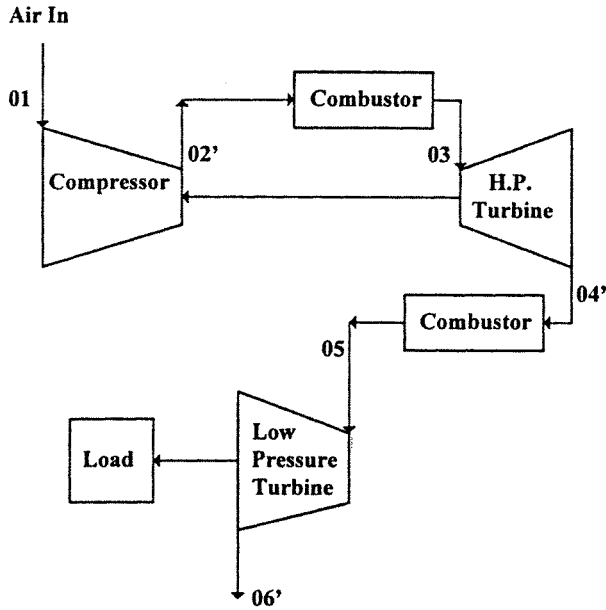 Air In
01
Combustor
02'
03
Compressor
H.P.
Turbine
04'
Combustor
05
Low
Pressure
Turbine
Load
06'